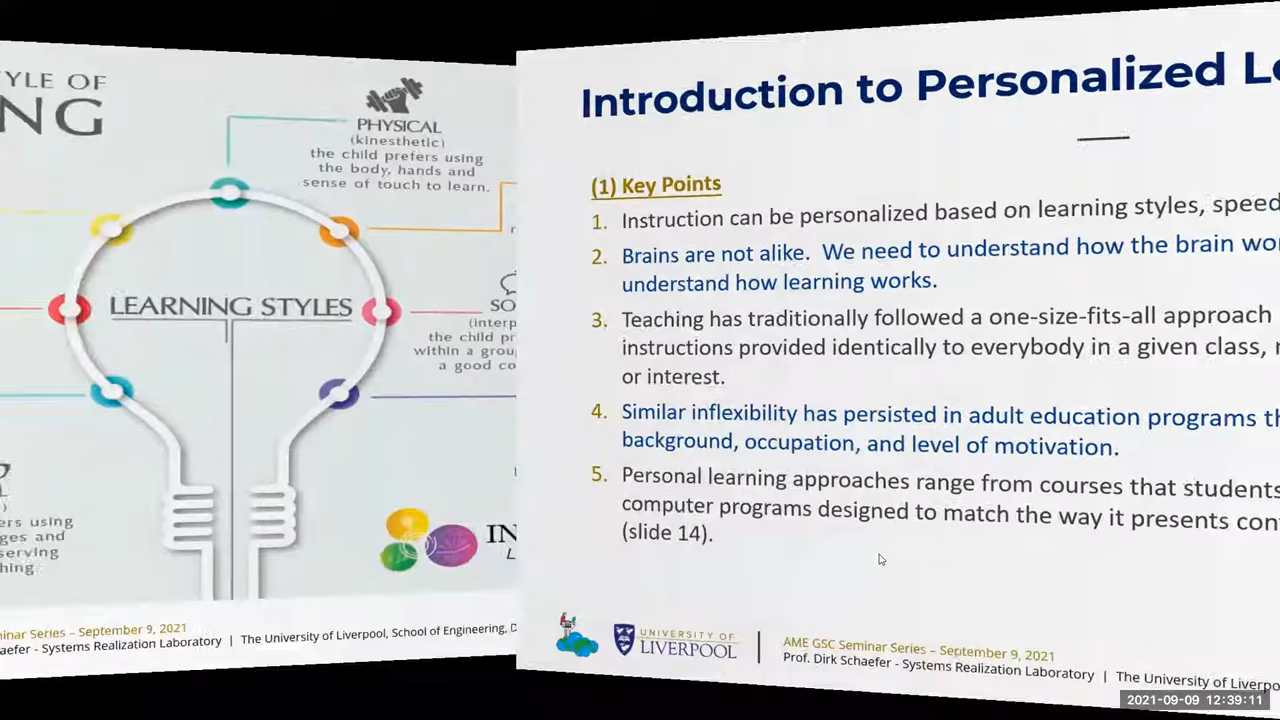 YLE OF
NG
PHYSICAL
(kinesthetic)
the child prefers using
the body, hands and
sense of touch to learn.
LEARNING STYLES
SO
(interp
the child pr
within a grou
a good co
ers using
ges and
serving
hing.
IN
L
inar Series – September 9, 2021
aefer - Systems Realization Laboratory | The University of Liverpool, School of Engineering, D
Introduction to Personalized Le
(1) Key Points
1. Instruction can be personalized based on learning styles, speed
2. Brains are not alike. We need to understand how the brain wor
understand how learning works.
3. Teaching has traditionally followed a one-size-fits-all approach
instructions provided identically to everybody in a given class, r
or interest.
4. Similar inflexibility has persisted in adult education programs th
background, occupation, and level of motivation.
5. Personal learning approaches range from courses that students
computer programs designed to match the way it presents con
(slide 14).
UNIVERSITY OF
LIVERPOOL
AME GSC Seminar Series – September 9, 2021
Prof. Dirk Schaefer - Systems Realization Laboratory | The University of Liverpo
2021-09-09 12:39:11